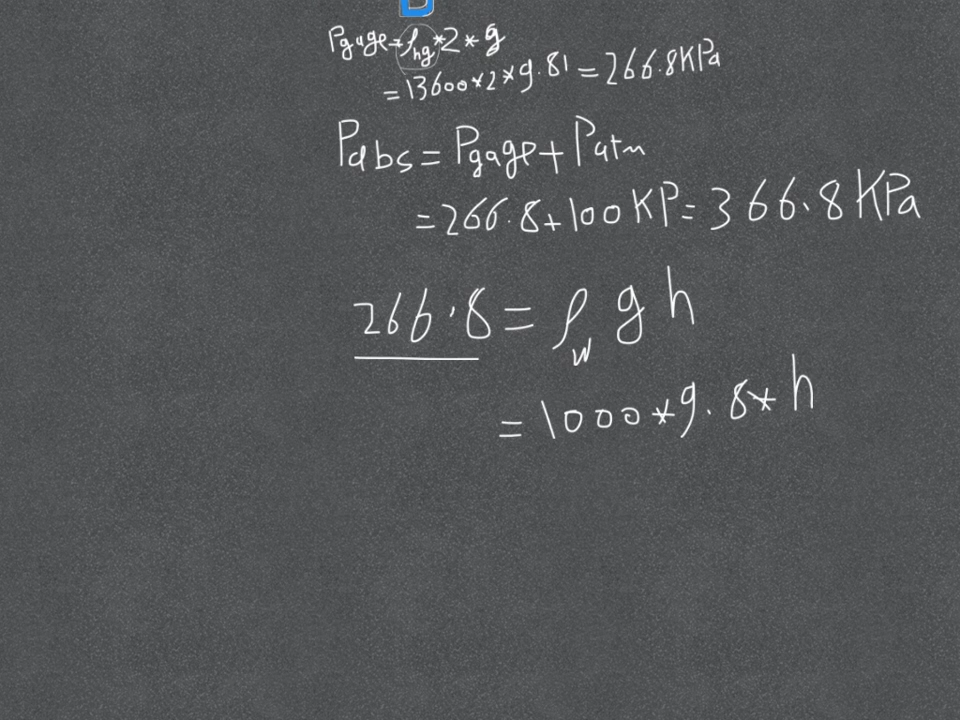 Pgage=ρhg*2*g
=13600*2*9.81=266.8KPa
Pabs=Pgage+Patm
=266.8+100KP=366.8KPa
266.8=ρw g h
=1000*9.8*h